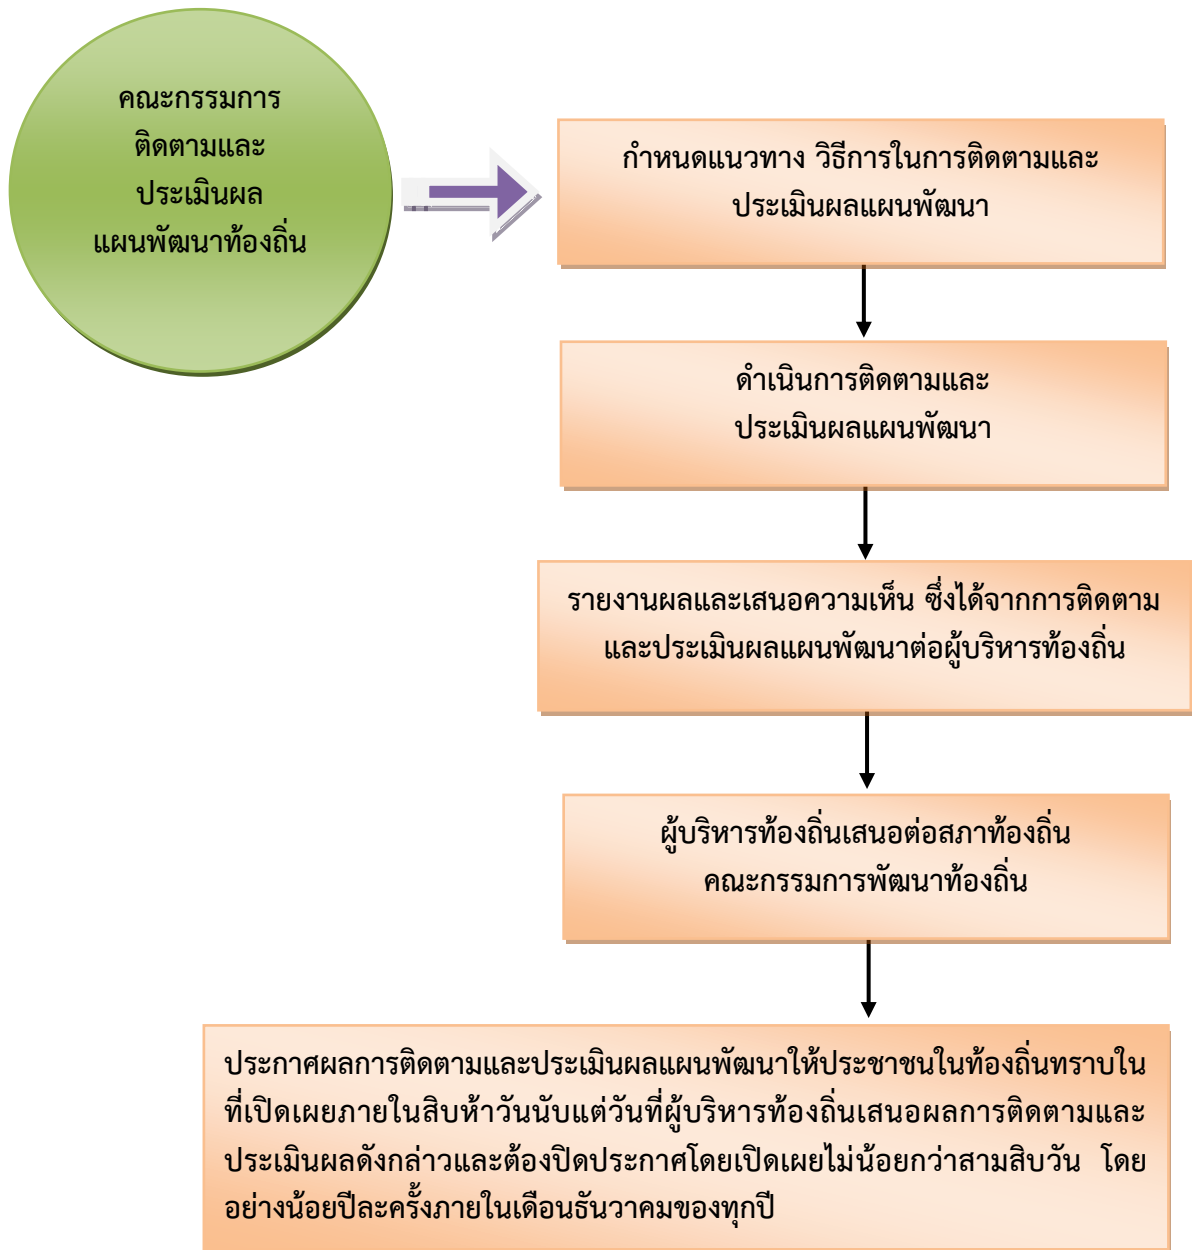 คณะกรรมการ
ติดตามและ
ประเมินผล
แผนพัฒนาท้องถิ่น
กำหนดแนวทาง วิธีการในการติดตามและ
ประเมินผลแผนพัฒนา
ดำเนินการติดตามและ
ประเมินผลแผนพัฒนา
รายงานผลและเสนอความเห็น ซึ่งได้จากการติดตาม
และประเมินผลแผนพัฒนาต่อผู้บริหารท้องถิ่น
ผู้บริหารท้องถิ่นเสนอต่อสภาท้องถิ่น
คณะกรรมการพัฒนาท้องถิ่น
ประกาศผลการติดตามและประเมินผลแผนพัฒนาให้ประชาชนในท้องถิ่นทราบใน
ที่เปิดเผยภายในสิบห้าวันนับแต่วันที่ผู้บริหารท้องถิ่นเสนอผลการติดตามและ
ประเมินผลดังกล่าวและต้องปิดประกาศโดยเปิดเผยไม่น้อยกว่าสามสิบวัน โดย
อย่างน้อยปีละครั้งภายในเดือนธันวาคมของทุกปี